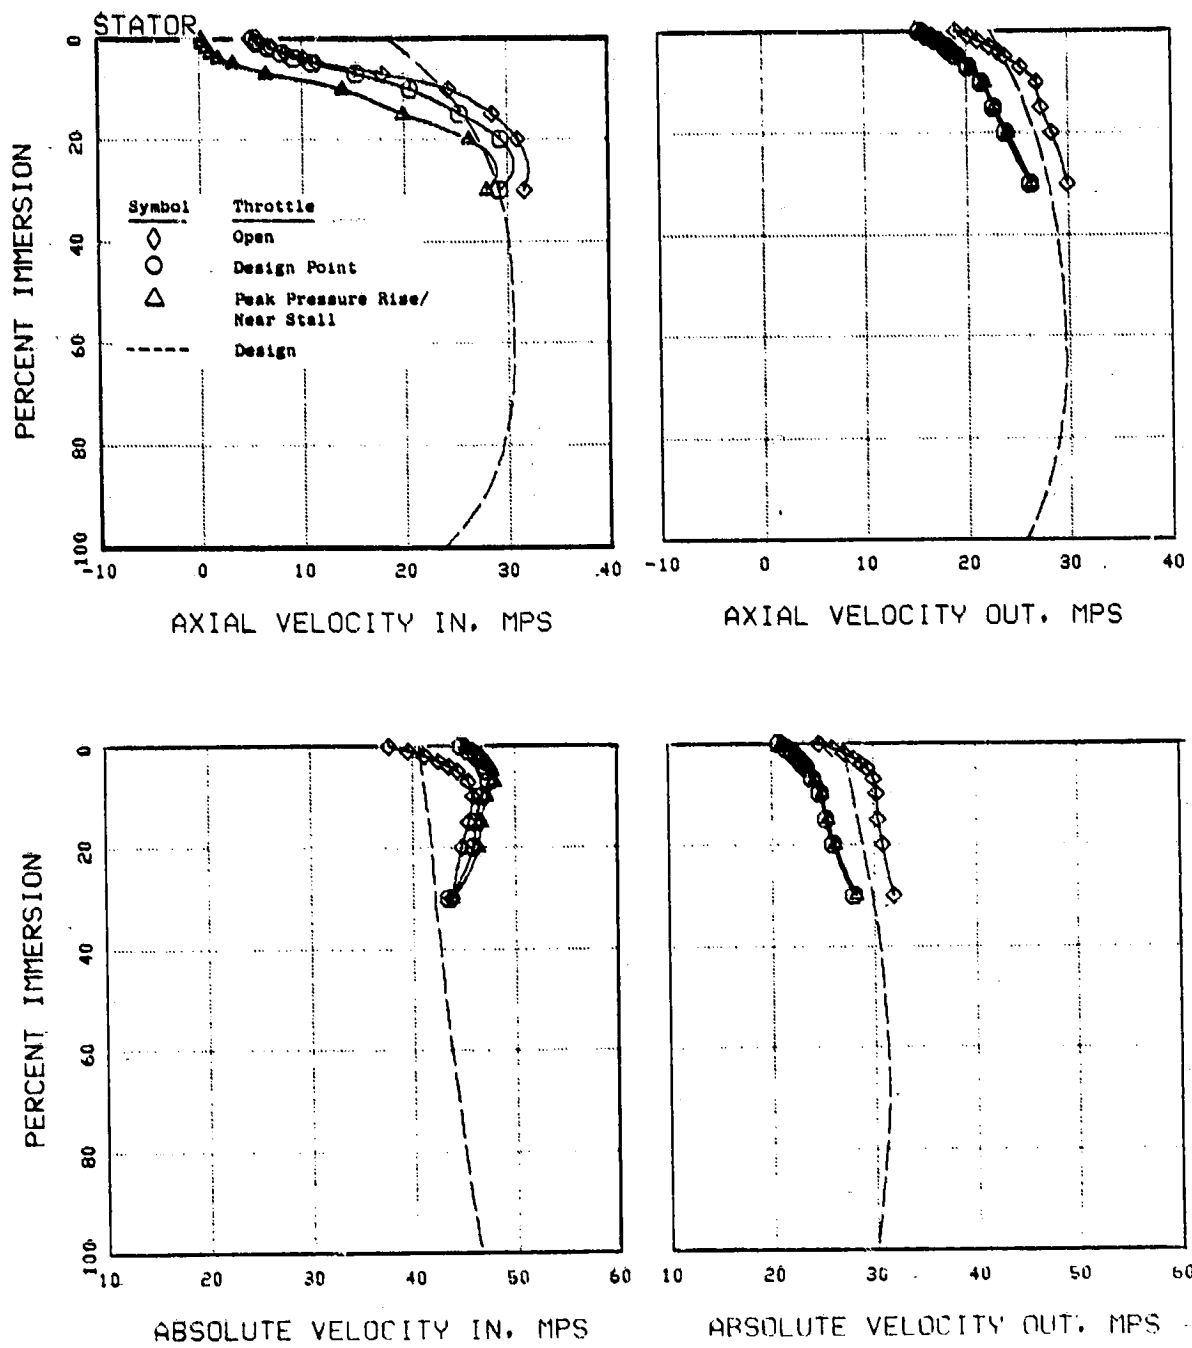 STATOR
PERCENT IMMERSION
0
20
40
60
80
100
Symbol Throttle
Open
Design Point
Peak Pressure Rise/
Near Stall
Design
-10 0 10 20 30 40
AXIAL VELOCITY IN, MPS
-10 0 10 20 30 40
AXIAL VELOCITY OUT, MPS
PERCENT IMMERSION
0
20
40
60
80
100
10 20 30 40 50 60
ABSOLUTE VELOCITY IN, MPS
10 20 30 40 50 60
ABSOLUTE VELOCITY OUT, MPS